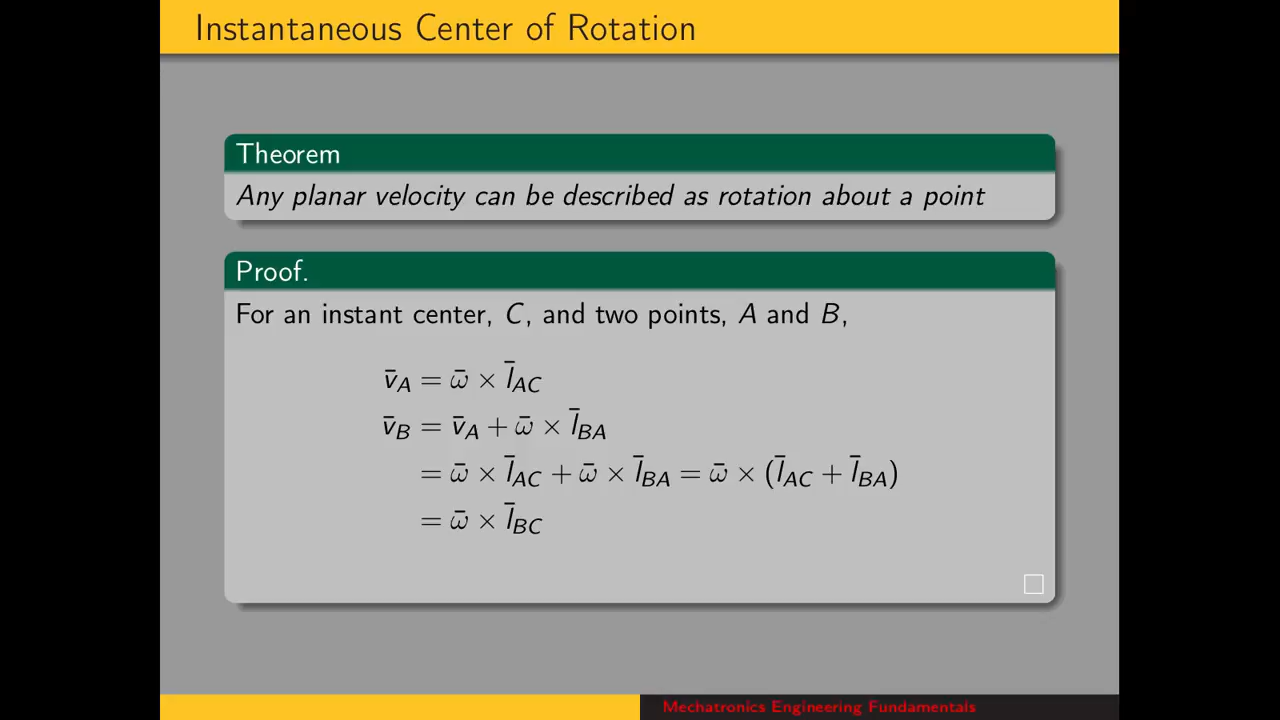 Instantaneous Center of Rotation
Theorem
Any planar velocity can be described as rotation about a point
Proof.
For an instant center, C, and two points, A and B,
v̄_A = ω̄ × l̄_AC
v̄_B = v̄_A + ω̄ × l̄_BA
= ω̄ × l̄_AC + ω̄ × l̄_BA = ω̄ × (l̄_AC + l̄_BA)
= ω̄ × l̄_BC
□
Mechatronics Engineering Fundamentals